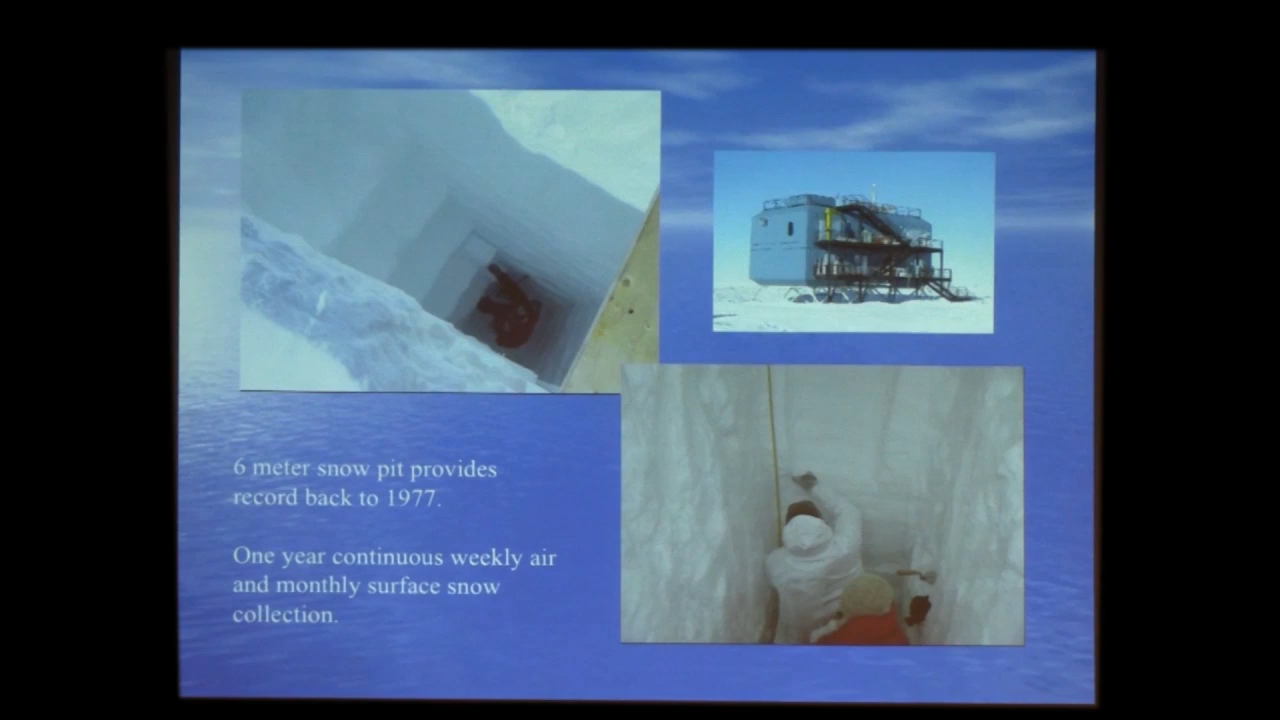 6 meter snow pit provides
record back to 1977.
One year continuous weekly air
and monthly surface snow
collection.